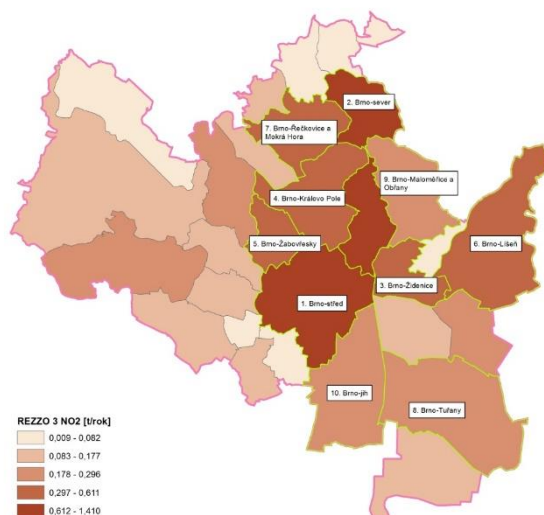 2. Brno-sever
7. Brno-Řečkovice a
Mokrá Hora
9. Brno-Maloměřice a
Obřany
4. Brno-Královo Pole
5. Brno-Žabovřesky
6. Brno-Líšeň
3. Brno-Židenice
1. Brno-střed
10. Brno-jih
8. Brno-Tuřany
REZZO 3 NO2 [t/rok]
0,009 - 0,082
0,083 - 0,177
0,178 - 0,296
0,297 - 0,611
0,612 - 1,410